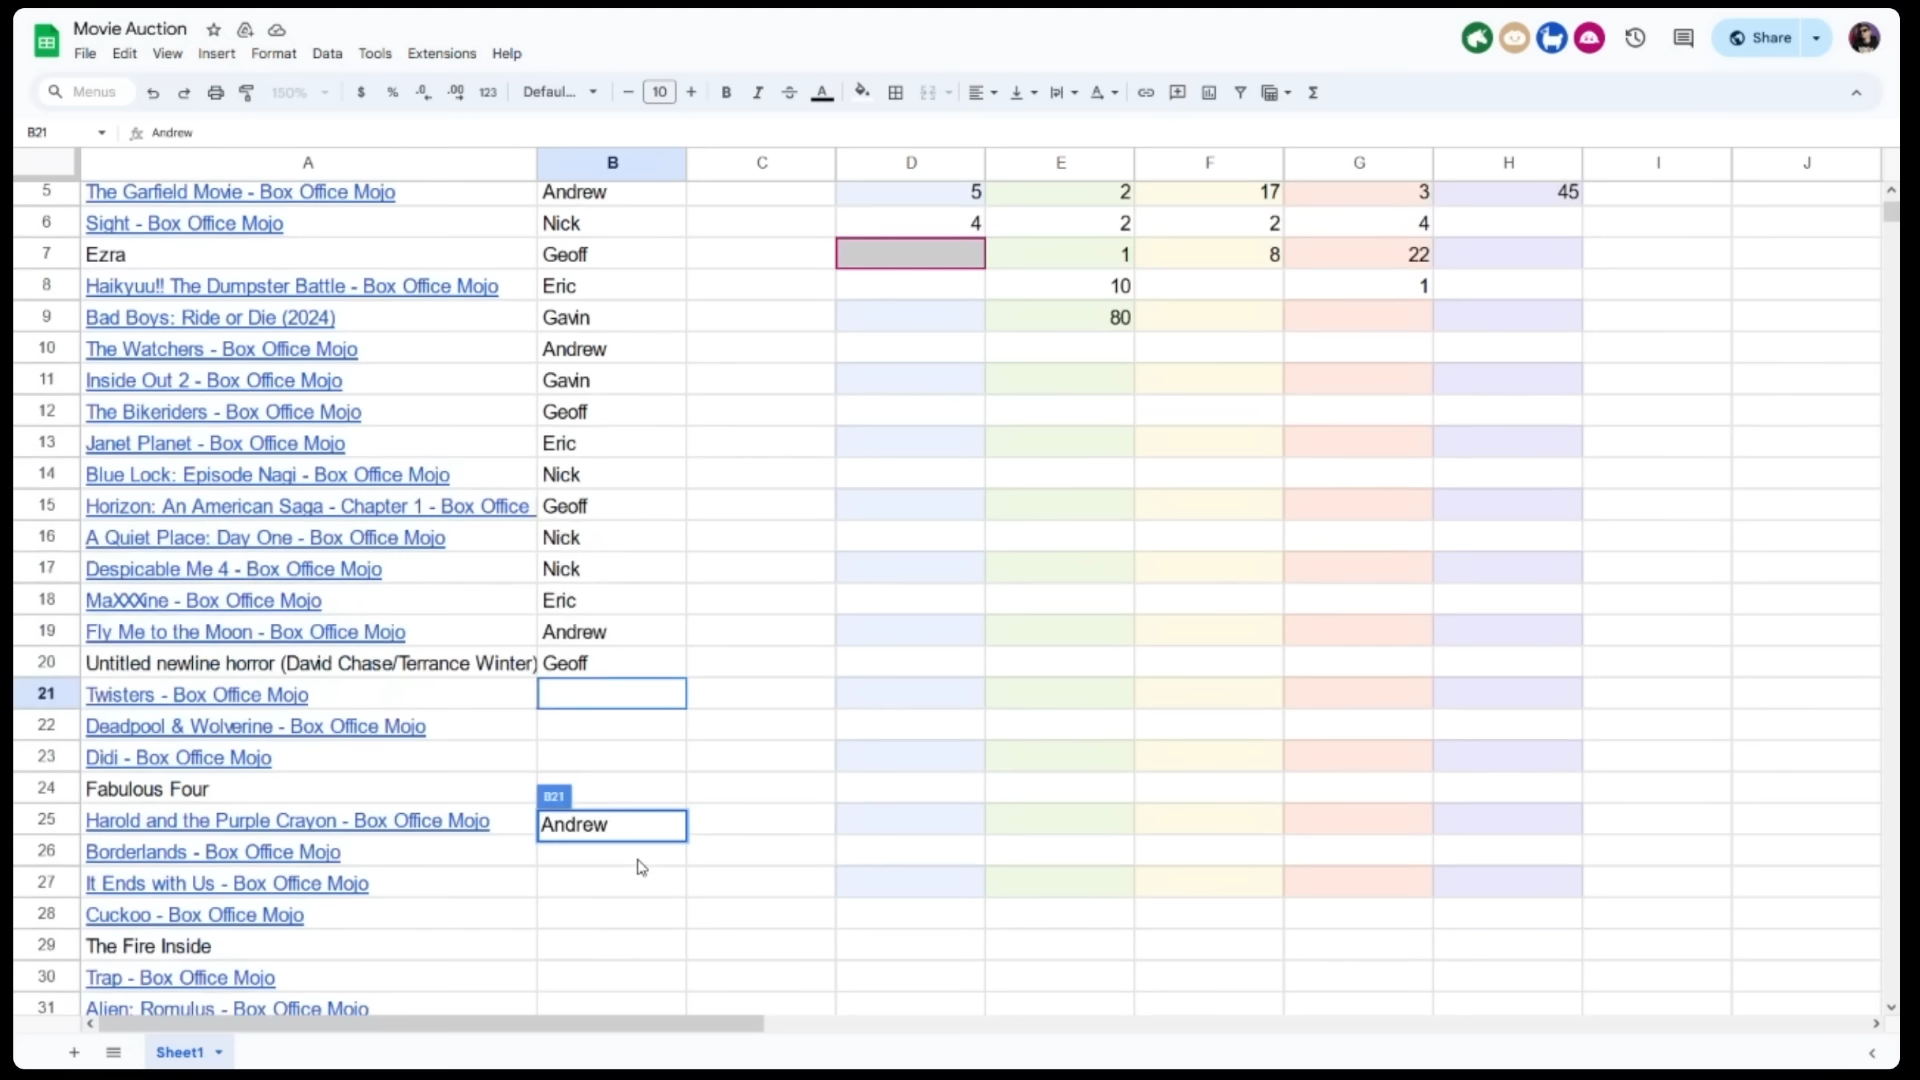 Movie Auction
File Edit View Insert Format Data Tools Extensions Help
Share
Menus 150% $ % .0 .00 123 Defaul... − 10 + B I A Σ
B21 fx Andrew
A B C D E F G H I J
5 The Garfield Movie - Box Office Mojo Andrew 5 2 17 3 45
6 Sight - Box Office Mojo Nick 4 2 2 4
7 Ezra Geoff 1 8 22
8 Haikyuu!! The Dumpster Battle - Box Office Mojo Eric 10 1
9 Bad Boys: Ride or Die (2024) Gavin 80
10 The Watchers - Box Office Mojo Andrew
11 Inside Out 2 - Box Office Mojo Gavin
12 The Bikeriders - Box Office Mojo Geoff
13 Janet Planet - Box Office Mojo Eric
14 Blue Lock: Episode Nagi - Box Office Mojo Nick
15 Horizon: An American Saga - Chapter 1 - Box Office Geoff
16 A Quiet Place: Day One - Box Office Mojo Nick
17 Despicable Me 4 - Box Office Mojo Nick
18 MaXXXine - Box Office Mojo Eric
19 Fly Me to the Moon - Box Office Mojo Andrew
20 Untitled newline horror (David Chase/Terrance Winter) Geoff
21 Twisters - Box Office Mojo
22 Deadpool & Wolverine - Box Office Mojo
23 Didi - Box Office Mojo
24 Fabulous Four
B21
25 Harold and the Purple Crayon - Box Office Mojo Andrew
26 Borderlands - Box Office Mojo
27 It Ends with Us - Box Office Mojo
28 Cuckoo - Box Office Mojo
29 The Fire Inside
30 Trap - Box Office Mojo
31 Alien: Romulus - Box Office Mojo
Sheet1